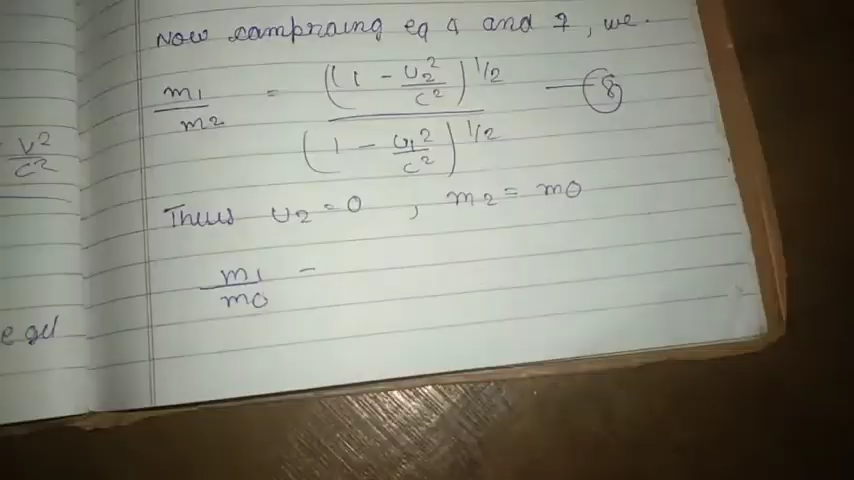 Now compraing eq 4 and 7, we.
m1/m2 = (1 - u2²/c²)^1/2 / (1 - u1²/c²)^1/2 — 8
v²/c²
Thus u2 = 0 , m2 = m0
m1/m0 =